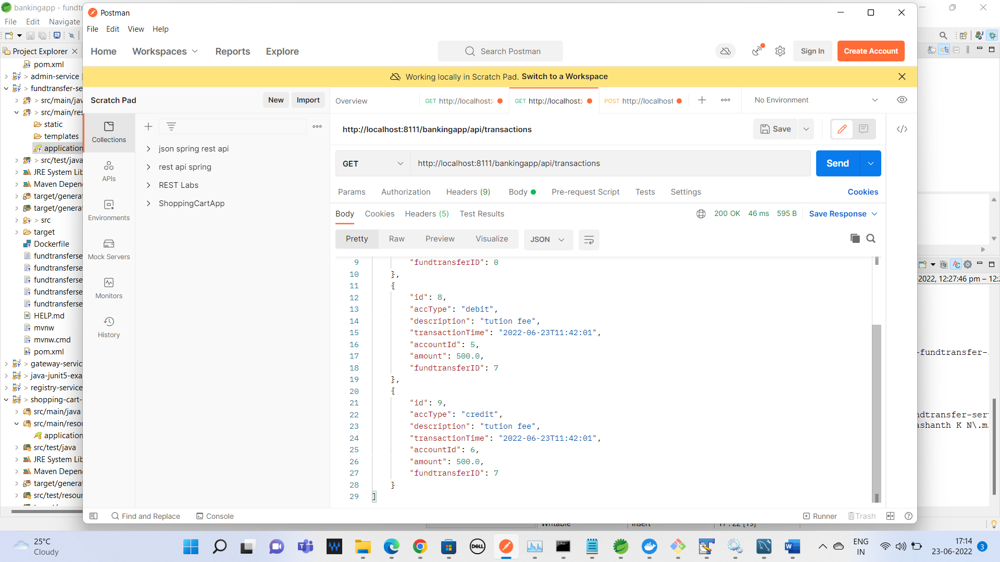 bankingapp - fundtr
File Edit Navigate
Project Explorer
pom.xml
admin-service
fundtransfer-se
src/main/jav
src/main/res
static
templates
application
src/test/java
JRE System Lib
Maven Depen
target/genera
target/genera
src
target
Dockerfile
fundtransferse
fundtransferse
fundtransferse
fundtransferse
fundtransferse
HELP.md
mvnw
mvnw.cmd
pom.xml
gateway-servic
java-junit5-exa
registry-service
shopping-cart-
src/main/java
src/main/resou
application
src/test/java
JRE System Lib
Maven Depen
target/genera
src/test/resour
Postman
File Edit View Help
Home Workspaces Reports Explore
Search Postman
Sign In
Create Account
Working locally in Scratch Pad. Switch to a Workspace
Scratch Pad
New
Import
Overview
GET http://localhost:
GET http://localhost:
POST http://localhost
No Environment
Collections
APIs
Environments
Mock Servers
Monitors
History
json spring rest api
rest api spring
REST Labs
ShoppingCartApp
http://localhost:8111/bankingapp/api/transactions
Save
GET http://localhost:8111/bankingapp/api/transactions
Send
Params Authorization Headers (9) Body Pre-request Script Tests Settings
Cookies
Body Cookies Headers (5) Test Results
200 OK 46 ms 595 B Save Response
Pretty Raw Preview Visualize JSON
9 "fundtransferID": 0
10 },
11 {
12 "id": 8,
13 "accType": "debit",
14 "description": "tution fee",
15 "transactionTime": "2022-06-23T11:42:01",
16 "accountId": 5,
17 "amount": 500.0,
18 "fundtransferID": 7
19 },
20 {
21 "id": 9,
22 "accType": "credit",
23 "description": "tution fee",
24 "transactionTime": "2022-06-23T11:42:01",
25 "accountId": 6,
26 "amount": 500.0,
27 "fundtransferID": 7
28 }
29 ]
Find and Replace Console
Runner Trash
2022, 12:27:46 pm – 12:
-fundtransfer-
ndtransfer-ser
ashanth K N\.m
Writable Insert 17 : 22 [19]
25°C
Cloudy
DELL
ENG
IN
17:14
23-06-2022
3